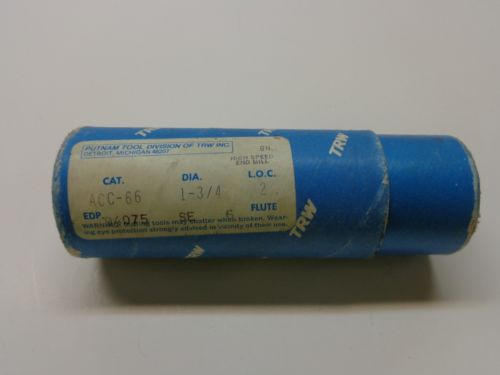 PUTNAM TOOL DIVISION OF TRW INC.
DETROIT, MICHIGAN 48207
HIGH SPEED
END MILL
CAT. DIA. L.O.C.
ACC-66 1-3/4 2
EDP SE 6 FLUTE
WARNING: tools may shatter when broken. Wear-
ing eye protection strongly advised in vicinity of their use.
TRW
TRW